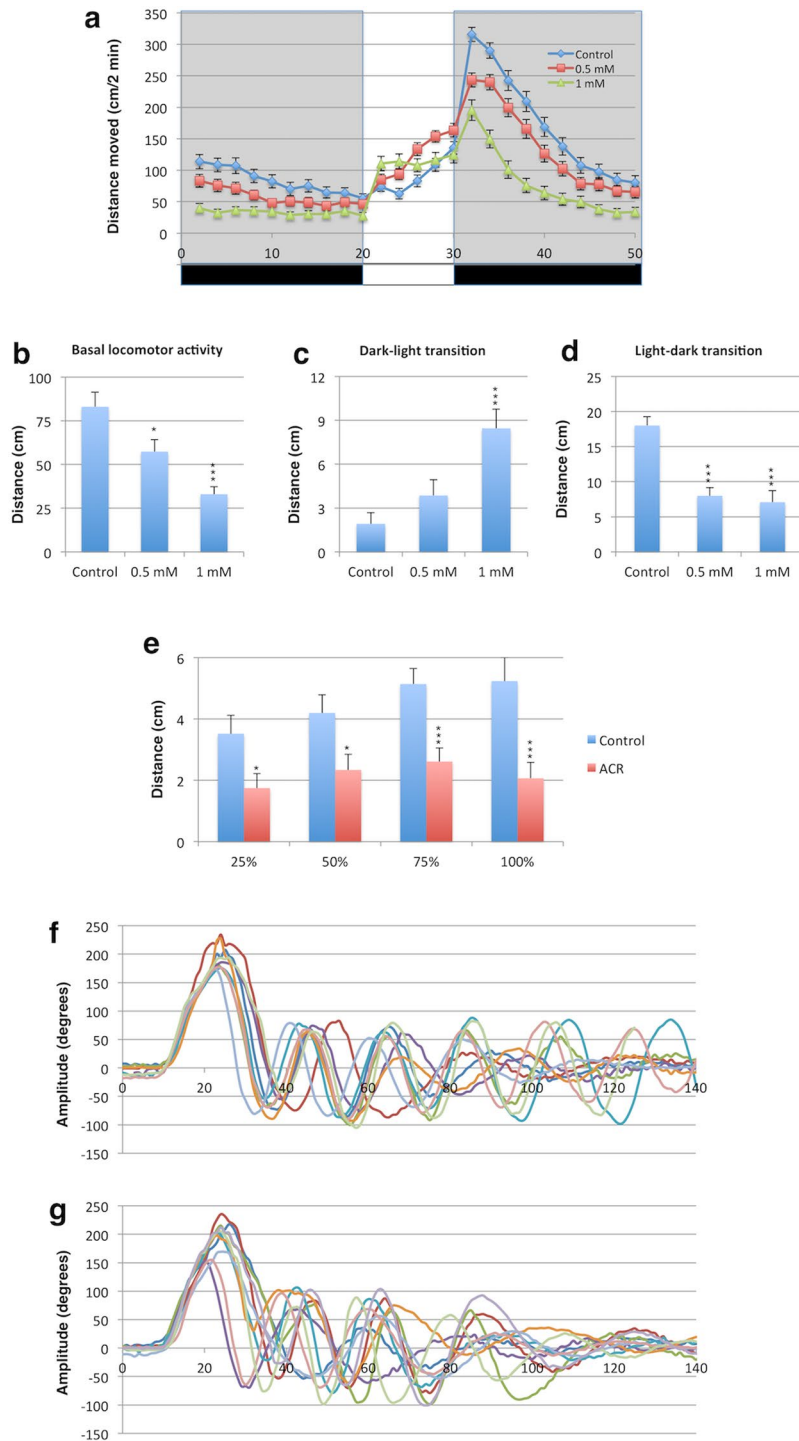 a
350
300
250
200
150
100
50
0
Distance moved (cm/2 min)
Control
0.5 mM
1 mM
0 10 20 30 40 50
b
Basal locomotor activity
100
75
50
25
0
Distance (cm)
*
***
Control 0.5 mM 1 mM
c
Dark-light transition
12
9
6
3
0
Distance (cm)
***
Control 0.5 mM 1 mM
d
Light-dark transition
25
20
15
10
5
0
Distance (cm)
***
***
Control 0.5 mM 1 mM
e
6
4
2
0
Distance (cm)
*
*
***
***
25% 50% 75% 100%
Control
ACR
f
250
200
150
100
50
0
-50
-100
-150
Amplitude (degrees)
0 20 40 60 80 100 120 140
g
250
200
150
100
50
0
-50
-100
-150
Amplitude (degrees)
0 20 40 60 80 100 120 140